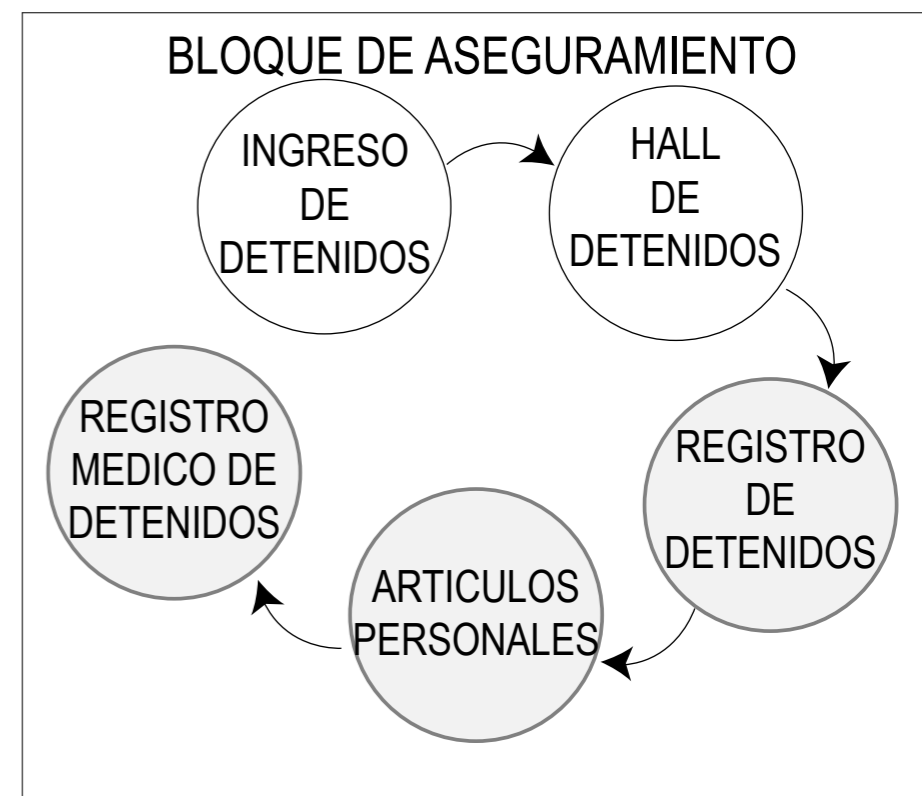 BLOQUE DE ASEGURAMIENTO
INGRESO
DE
DETENIDOS
HALL
DE
DETENIDOS
REGISTRO
DE
DETENIDOS
ARTICULOS
PERSONALES
REGISTRO
MEDICO DE
DETENIDOS